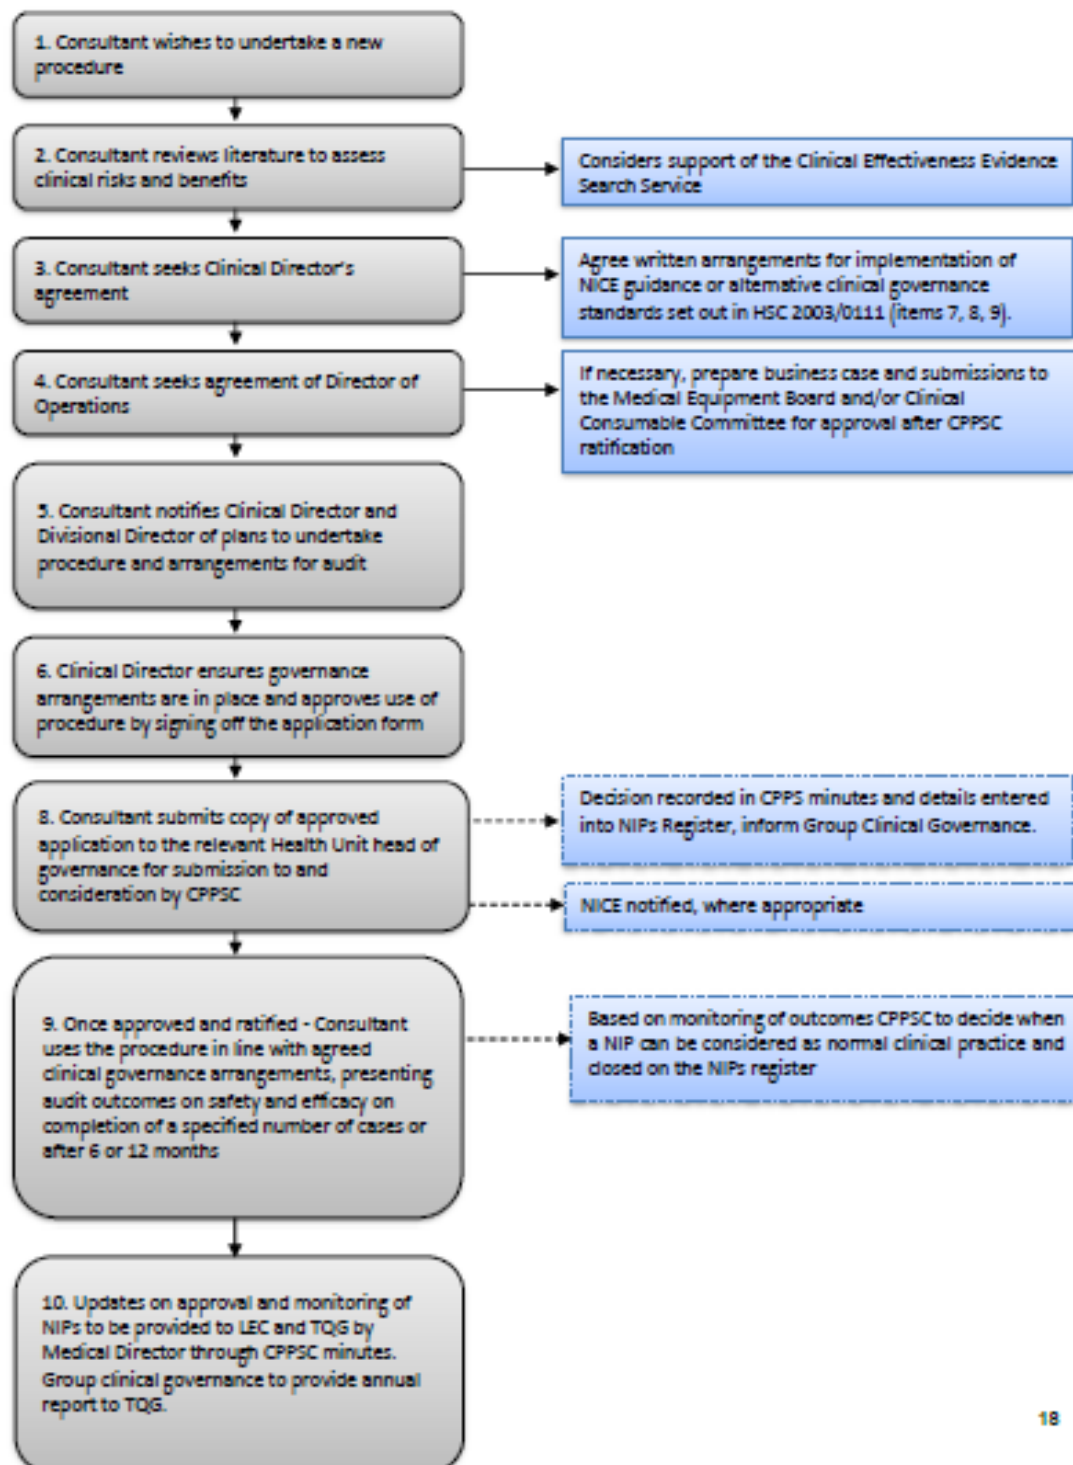 1. Consultant wishes to undertake a new
procedure
2. Consultant reviews literature to assess
clinical risks and benefits
Considers support of the Clinical Effectiveness Evidence
Search Service
3. Consultant seeks Clinical Director's
agreement
Agree written arrangements for implementation of
NICE guidance or alternative clinical governance
standards set out in HSC 2003/0111 (items 7, 8, 9).
4. Consultant seeks agreement of Director of
Operations
If necessary, prepare business case and submissions to
the Medical Equipment Board and/or Clinical
Consumable Committee for approval after CPPSC
ratification
5. Consultant notifies Clinical Director and
Divisional Director of plans to undertake
procedure and arrangements for audit
6. Clinical Director ensures governance
arrangements are in place and approves use of
procedure by signing off the application form
8. Consultant submits copy of approved
application to the relevant Health Unit head of
governance for submission to and
consideration by CPPSC
Decision recorded in CPPS minutes and details entered
into NIPs Register, inform Group Clinical Governance.
NICE notified, where appropriate
9. Once approved and ratified - Consultant
uses the procedure in line with agreed
clinical governance arrangements, presenting
audit outcomes on safety and efficacy on
completion of a specified number of cases or
after 6 or 12 months
Based on monitoring of outcomes CPPSC to decide when
a NIP can be considered as normal clinical practice and
closed on the NIPs register
10. Updates on approval and monitoring of
NIPs to be provided to LEC and TQG by
Medical Director through CPPSC minutes.
Group clinical governance to provide annual
report to TQG.
18